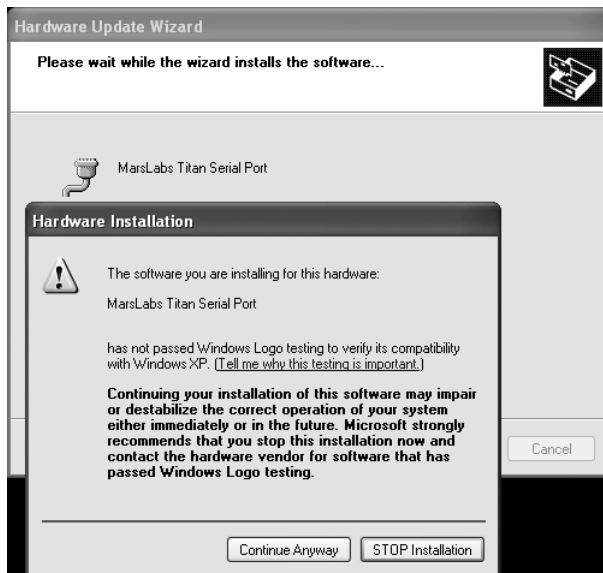 Hardware Update Wizard
Please wait while the wizard installs the software...
MarsLabs Titan Serial Port
Hardware Installation
The software you are installing for this hardware:
MarsLabs Titan Serial Port
has not passed Windows Logo testing to verify its compatibility
with Windows XP. (Tell me why this testing is important.)
Continuing your installation of this software may impair
or destabilize the correct operation of your system
either immediately or in the future. Microsoft strongly
recommends that you stop this installation now and
contact the hardware vendor for software that has
passed Windows Logo testing.
Cancel
Continue Anyway
STOP Installation